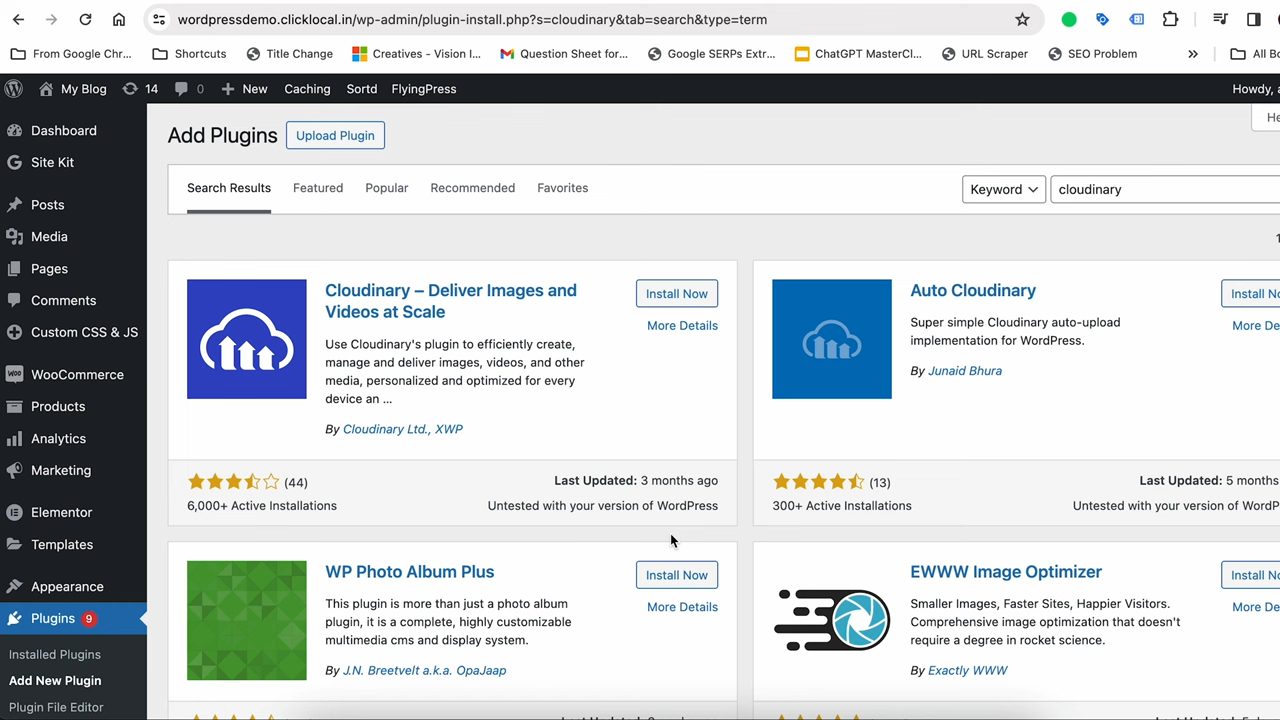 wordpressdemo.clicklocal.in/wp-admin/plugin-install.php?s=cloudinary&tab=search&type=term
From Google Chr...
Shortcuts
Title Change
Creatives - Vision I...
Question Sheet for...
Google SERPs Extr...
ChatGPT MasterCl...
URL Scraper
SEO Problem
»
All Bo
My Blog
14
0
New
Caching
Sortd
FlyingPress
Howdy, a
Dashboard
Site Kit
Posts
Media
Pages
Comments
Custom CSS & JS
WooCommerce
Products
Analytics
Marketing
Elementor
Templates
Appearance
Plugins 9
Installed Plugins
Add New Plugin
Plugin File Editor
Add Plugins
Upload Plugin
He
Search Results
Featured
Popular
Recommended
Favorites
Keyword
cloudinary
1
Cloudinary – Deliver Images and
Videos at Scale
Install Now
More Details
Use Cloudinary's plugin to efficiently create,
manage and deliver images, videos, and other
media, personalized and optimized for every
device an ...
By Cloudinary Ltd., XWP
(44)
Last Updated: 3 months ago
6,000+ Active Installations
Untested with your version of WordPress
Auto Cloudinary
Install No
More De
Super simple Cloudinary auto-upload
implementation for WordPress.
By Junaid Bhura
(13)
Last Updated: 5 months
300+ Active Installations
Untested with your version of WordP
WP Photo Album Plus
Install Now
More Details
This plugin is more than just a photo album
plugin, it is a complete, highly customizable
multimedia cms and display system.
By J.N. Breetvelt a.k.a. OpaJaap
EWWW Image Optimizer
Install No
More De
Smaller Images, Faster Sites, Happier Visitors.
Comprehensive image optimization that doesn't
require a degree in rocket science.
By Exactly WWW